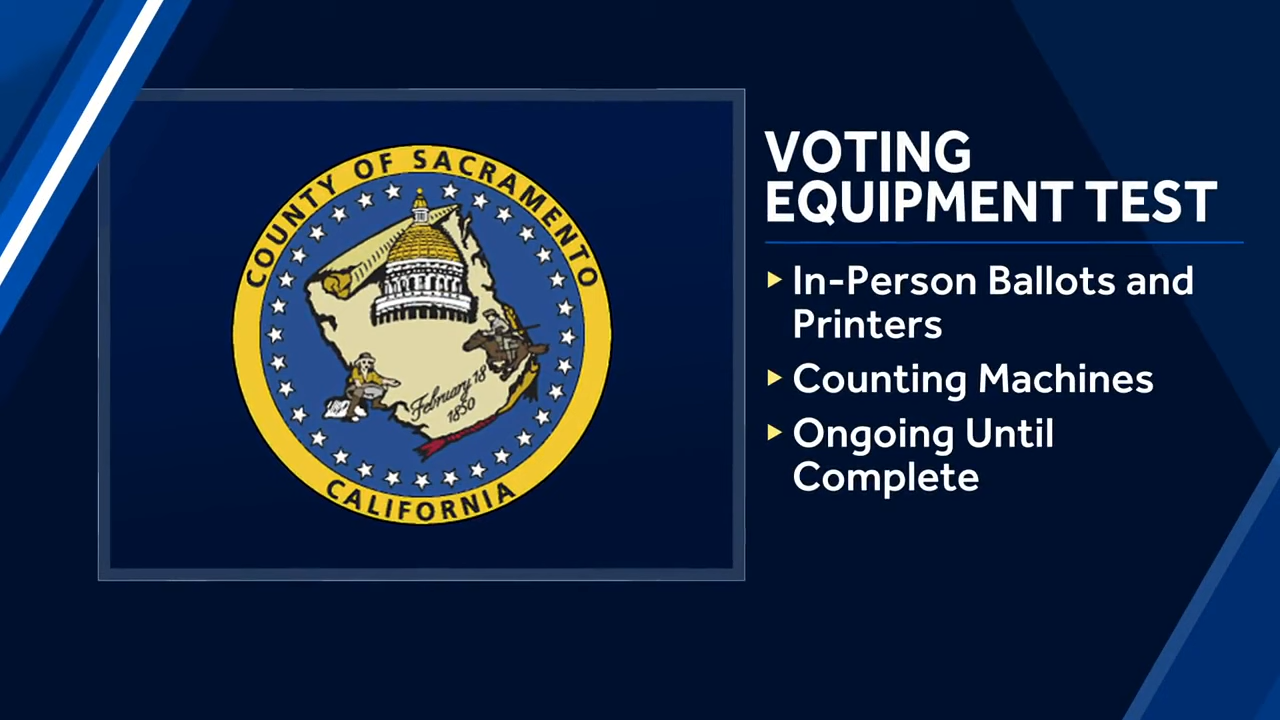 COUNTY OF SACRAMENTO
February 18
1850
CALIFORNIA
VOTING
EQUIPMENT TEST
In-Person Ballots and
Printers
Counting Machines
Ongoing Until
Complete